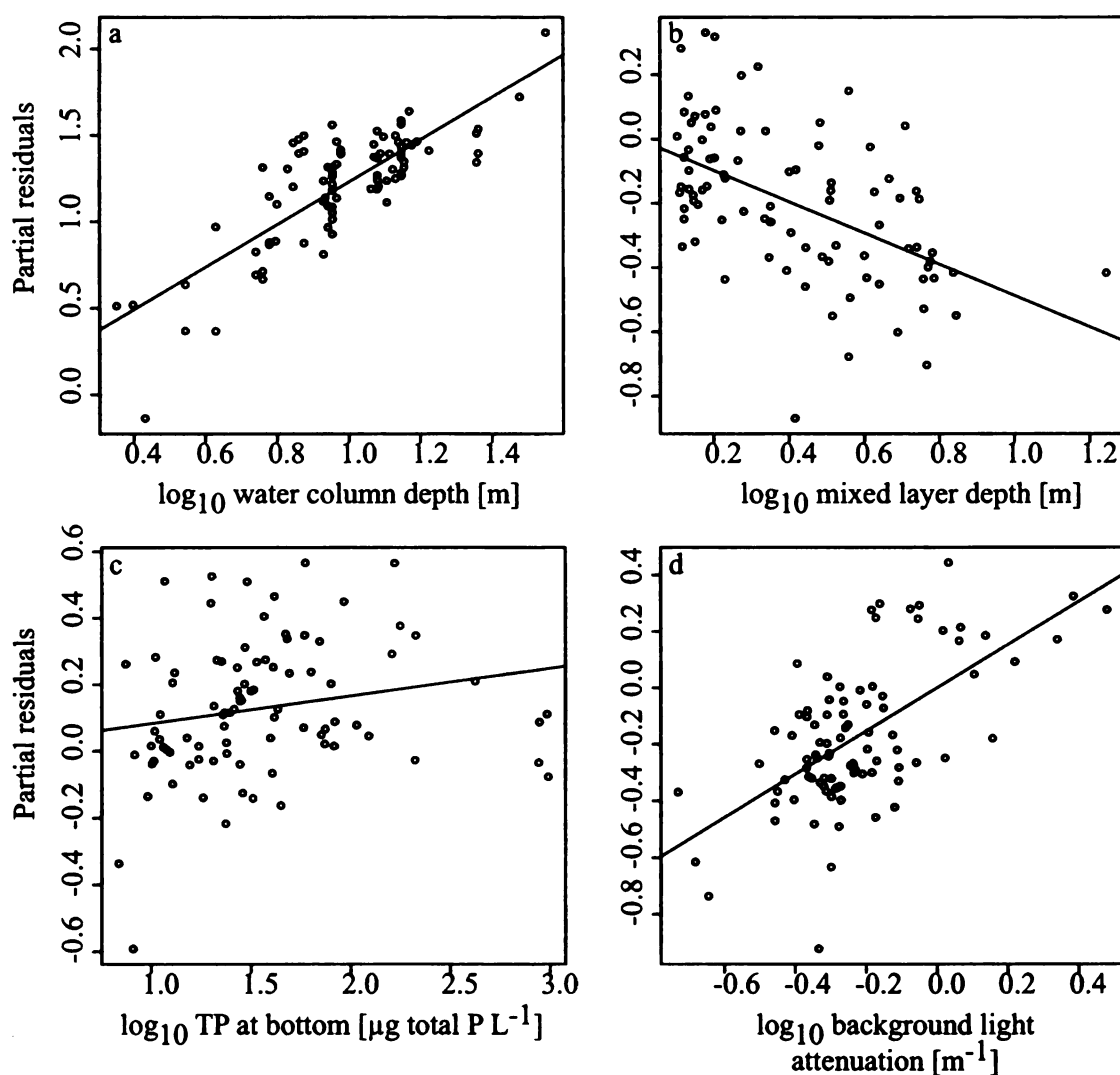 a
Partial residuals
2.0
1.5
1.0
0.5
0.0
0.4 0.6 0.8 1.0 1.2 1.4
log10 water column depth [m]
b
0.2
0.0
-0.2
-0.4
-0.6
-0.8
0.2 0.4 0.6 0.8 1.0 1.2
log10 mixed layer depth [m]
c
Partial residuals
0.6
0.4
0.2
0.0
-0.2
-0.4
-0.6
1.0 1.5 2.0 2.5 3.0
log10 TP at bottom [µg total P L-1]
d
0.4
0.2
0.0
-0.2
-0.4
-0.6
-0.8
-0.6 -0.4 -0.2 0.0 0.2 0.4
log10 background light
attenuation [m-1]